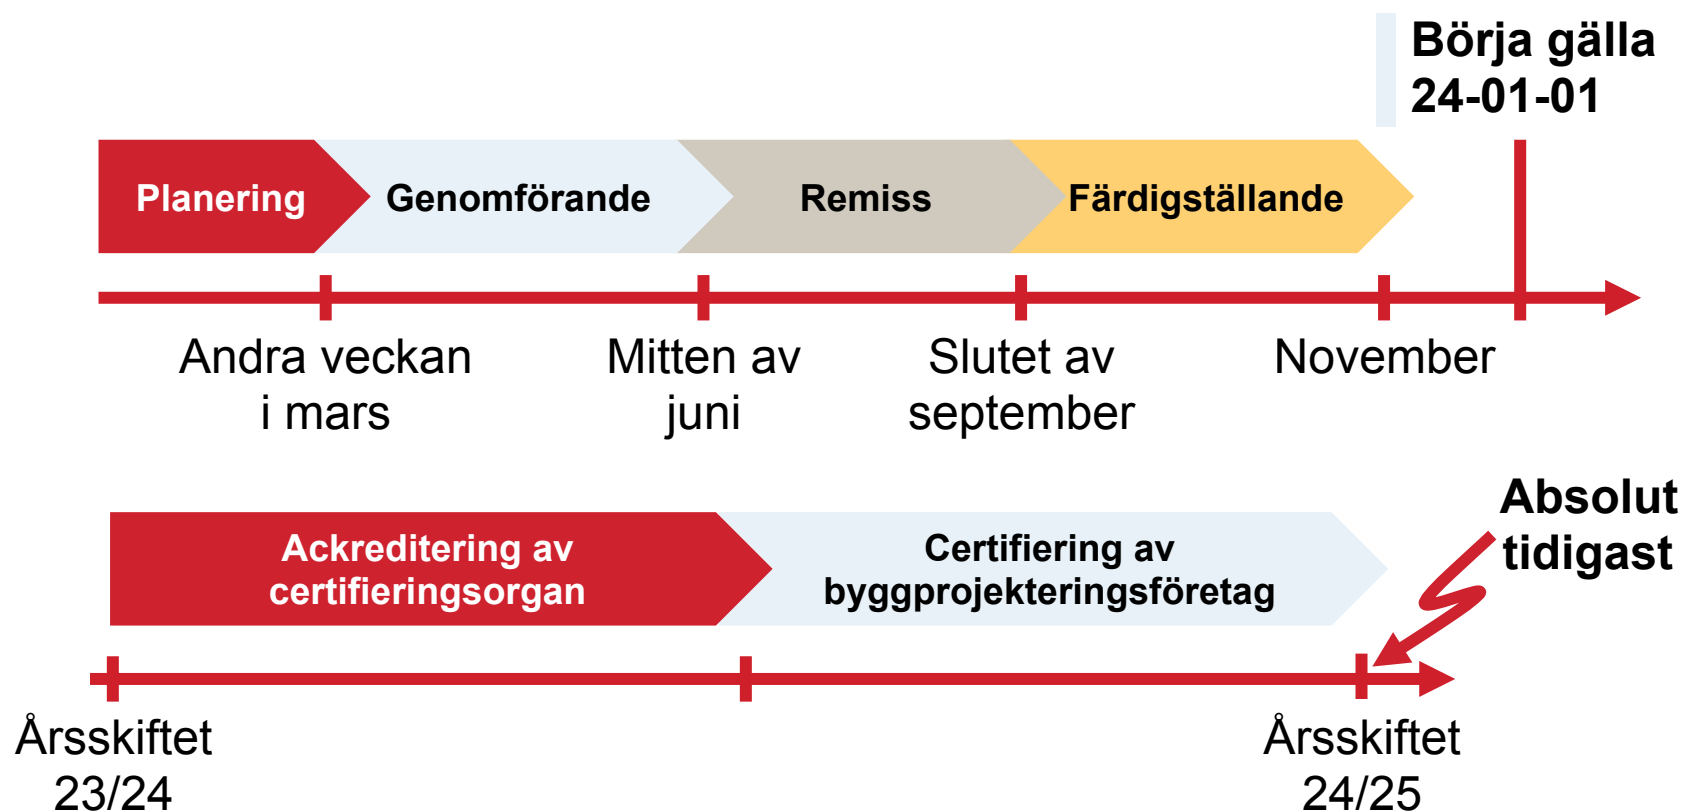 Börja gälla
24-01-01
Planering
Genomförande
Remiss
Färdigställande
Andra veckan
i mars
Mitten av
juni
Slutet av
september
November
Absolut
tidigast
Ackreditering av
certifieringsorgan
Certifiering av
byggprojekteringsföretag
Årsskiftet
23/24
Årsskiftet
24/25